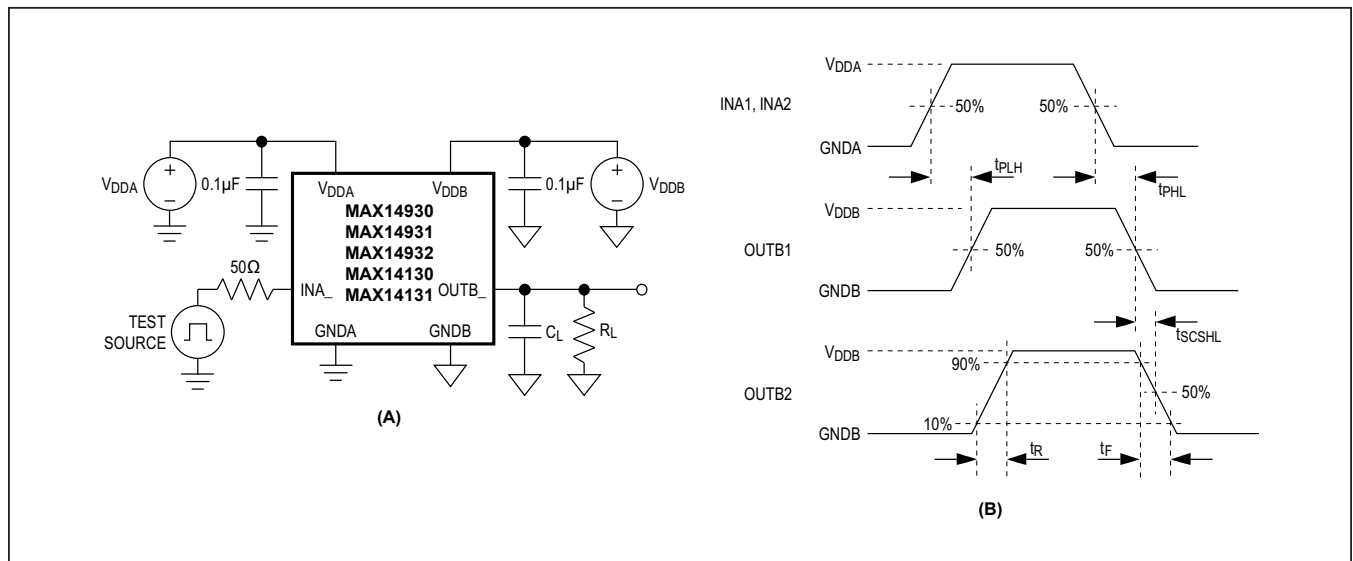 VDDA
0.1µF
VDDA
VDDB
0.1µF
VDDB
MAX14930
MAX14931
MAX14932
MAX14130
MAX14131
50Ω
INA_
OUTB_
TEST
SOURCE
GNDA
GNDB
CL
RL
(A)
VDDA
INA1, INA2
50%
50%
GNDA
tPLH
tPHL
VDDB
OUTB1
50%
50%
GNDB
tSCSHL
VDDB
90%
OUTB2
50%
10%
GNDB
tR
tF
(B)